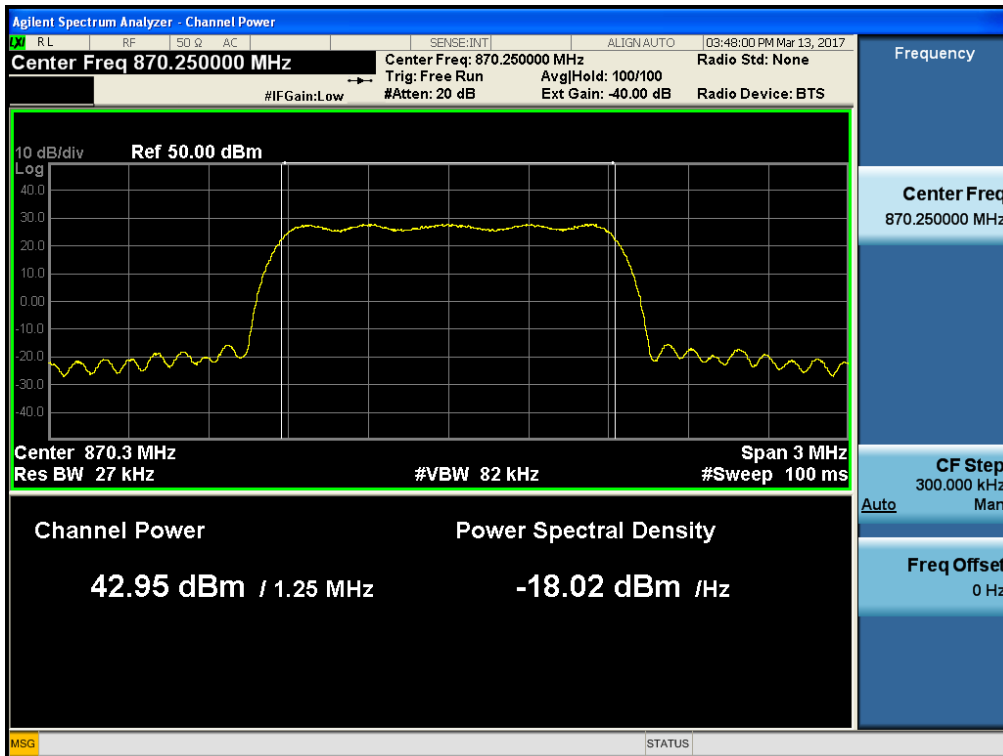 Agilent Spectrum Analyzer - Channel Power
LXI RL RF 50 Ω AC SENSE:INT ALIGN AUTO 03:48:00 PM Mar 13, 2017
Center Freq 870.250000 MHz
Center Freq: 870.250000 MHz Radio Std: None
Trig: Free Run Avg|Hold: 100/100
#IFGain:Low #Atten: 20 dB Ext Gain: -40.00 dB Radio Device: BTS
10 dB/div Ref 50.00 dBm
Log
40.0
30.0
20.0
10.0
0.00
-10.0
-20.0
-30.0
-40.0
Center 870.3 MHz Span 3 MHz
Res BW 27 kHz #VBW 82 kHz #Sweep 100 ms
Channel Power Power Spectral Density
42.95 dBm / 1.25 MHz -18.02 dBm /Hz
Frequency
Center Freq
870.250000 MHz
CF Step
300.000 kHz
Auto Man
Freq Offset
0 Hz
MSG STATUS